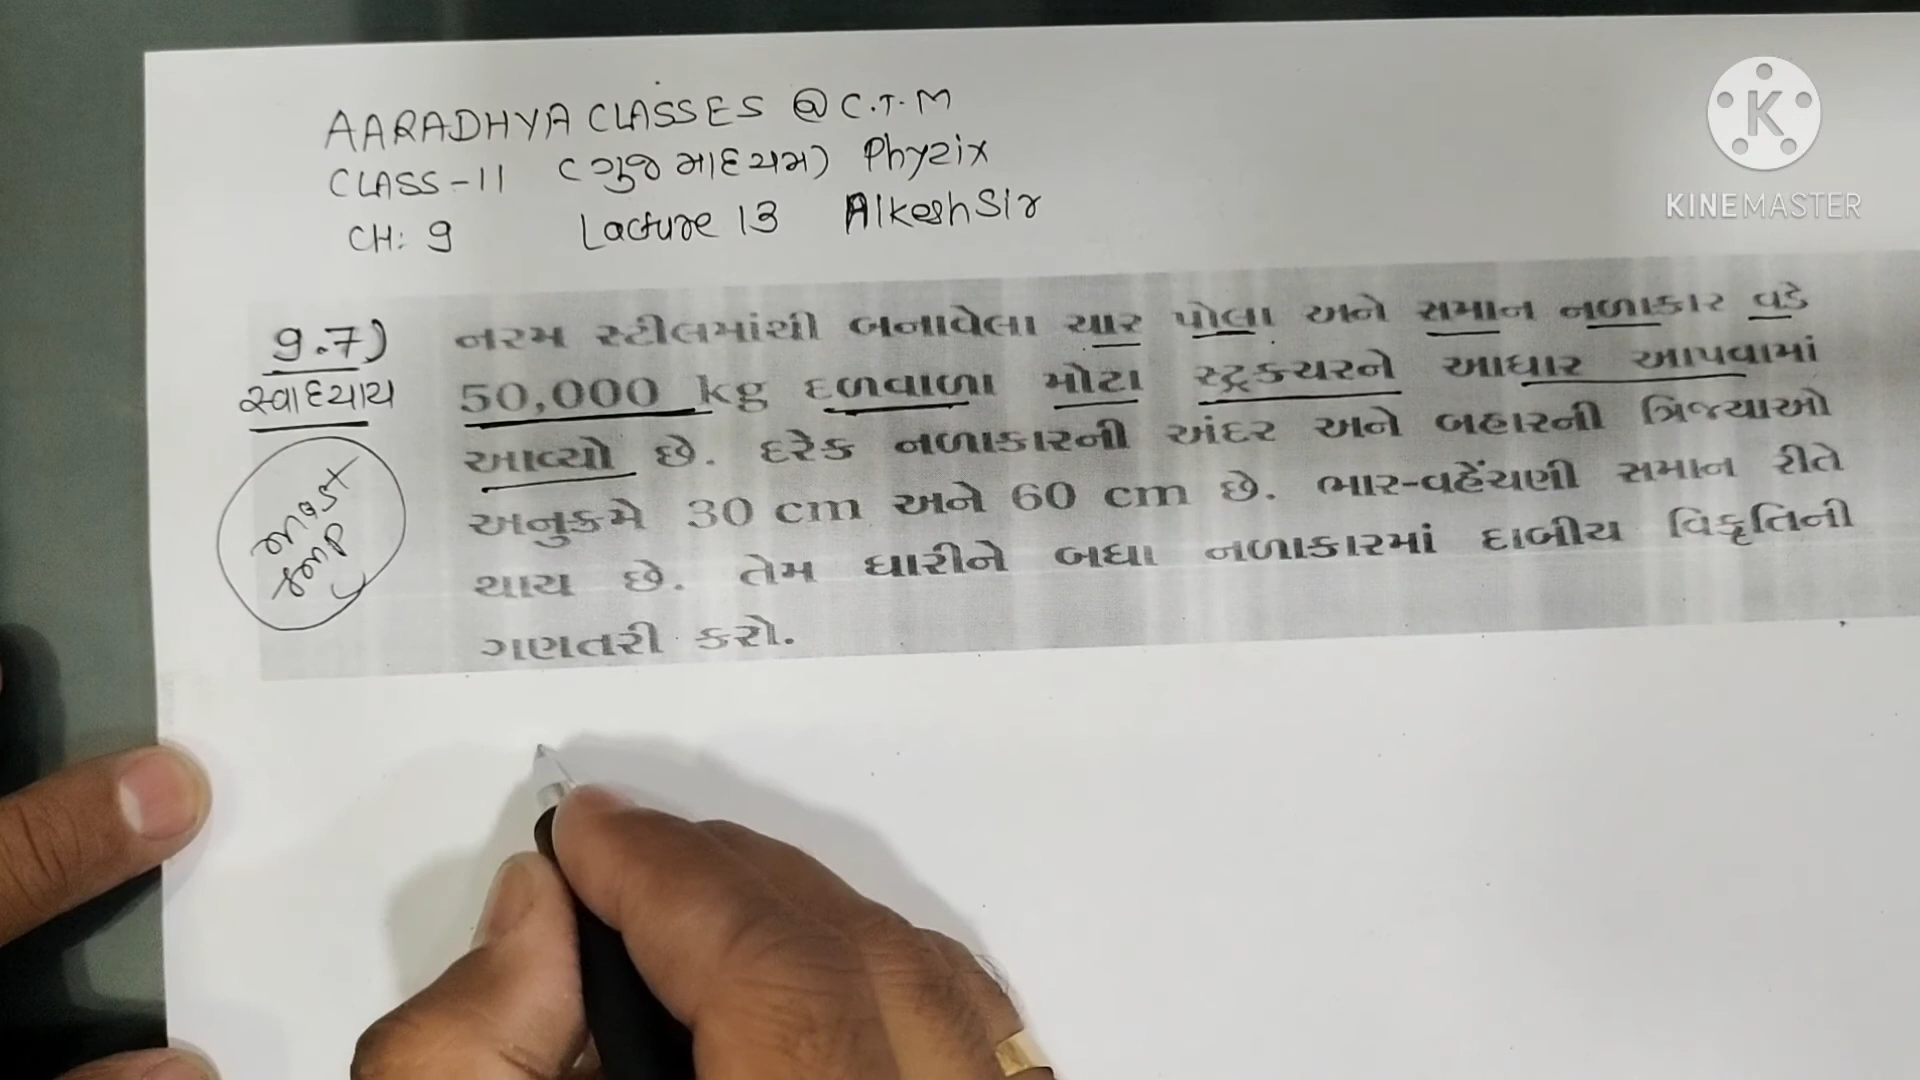 AARADHYA CLASSES @ C.T.M
CLASS-11 (ગુજ માધ્યમ) Phyzix
CH: 9 Lacture 13 AlkeshSir
K
KINEMASTER
9.7)
સ્વાધ્યાય
most
Imp
નરમ સ્ટીલમાંથી બનાવેલા ચાર પોલા અને સમાન નળાકાર વડે
50,000 kg દળવાળા મોટા સ્ટ્રક્ચરને આધાર આપવામાં
આવ્યો છે. દરેક નળાકારની અંદર અને બહારની ત્રિજ્યાઓ
અનુક્રમે 30 cm અને 60 cm છે. ભાર-વહેંચણી સમાન રીતે
થાય છે. તેમ ધારીને બધા નળાકારમાં દાબીય વિકૃતિની
ગણતરી કરો.